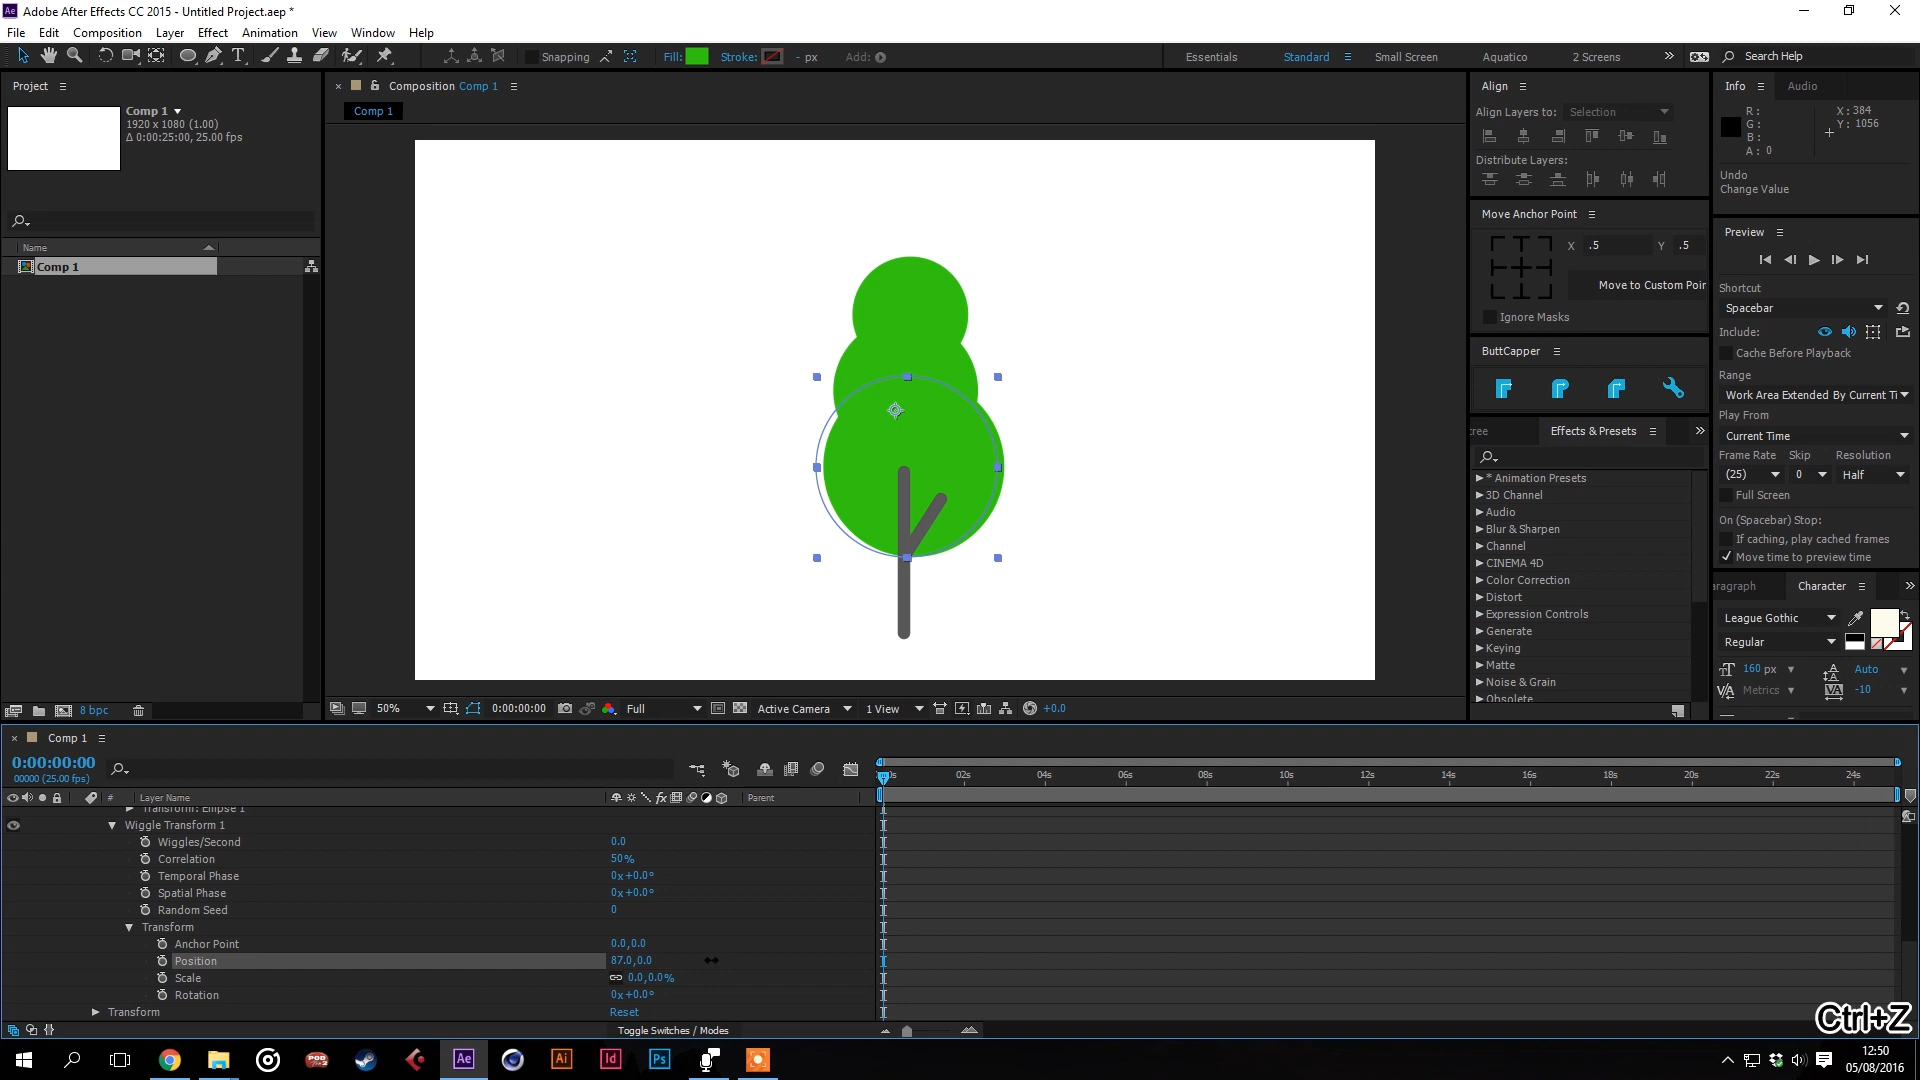 Ae Adobe After Effects CC 2015 - Untitled Project.aep *
File Edit Composition Layer Effect Animation View Window Help
Snapping Fill: Stroke: - px Add: Essentials Standard Small Screen Aquatico 2 Screens » Search Help
Project
Comp 1
1920 x 1080 (1.00)
Δ 0:00:25:00, 25.00 fps
Name
Comp 1
8 bpc
× Composition Comp 1
Comp 1
50% 0:00:00:00 Full Active Camera 1 View +0.0
Align
Align Layers to: Selection
Distribute Layers:
Move Anchor Point
X .5 Y .5
Move to Custom Poin
Ignore Masks
ButtCapper
tree Effects & Presets »
* Animation Presets
3D Channel
Audio
Blur & Sharpen
Channel
CINEMA 4D
Color Correction
Distort
Expression Controls
Generate
Keying
Matte
Noise & Grain
Obsolete
Info Audio
R:
G:
B:
A: 0
X: 384
Y: 1056
Undo
Change Value
Preview
Shortcut
Spacebar
Include:
Cache Before Playback
Range
Work Area Extended By Current Ti
Play From
Current Time
Frame Rate Skip Resolution
(25) 0 Half
Full Screen
On (Spacebar) Stop:
If caching, play cached frames
Move time to preview time
aragraph Character »
League Gothic
Regular
160 px Auto
Metrics -10
× Comp 1
0:00:00:00
00000 (25.00 fps)
0s 02s 04s 06s 08s 10s 12s 14s 16s 18s 20s 22s 24s
# Layer Name Parent
Transform: Ellipse 1
Wiggle Transform 1
Wiggles/Second 0.0
Correlation 50%
Temporal Phase 0x+0.0°
Spatial Phase 0x+0.0°
Random Seed 0
Transform
Anchor Point 0.0,0.0
Position 87.0,0.0
Scale 0.0,0.0%
Rotation 0x+0.0°
Transform Reset
Toggle Switches / Modes
Ctrl+Z
Ae Ai Id Ps
12:50
05/08/2016